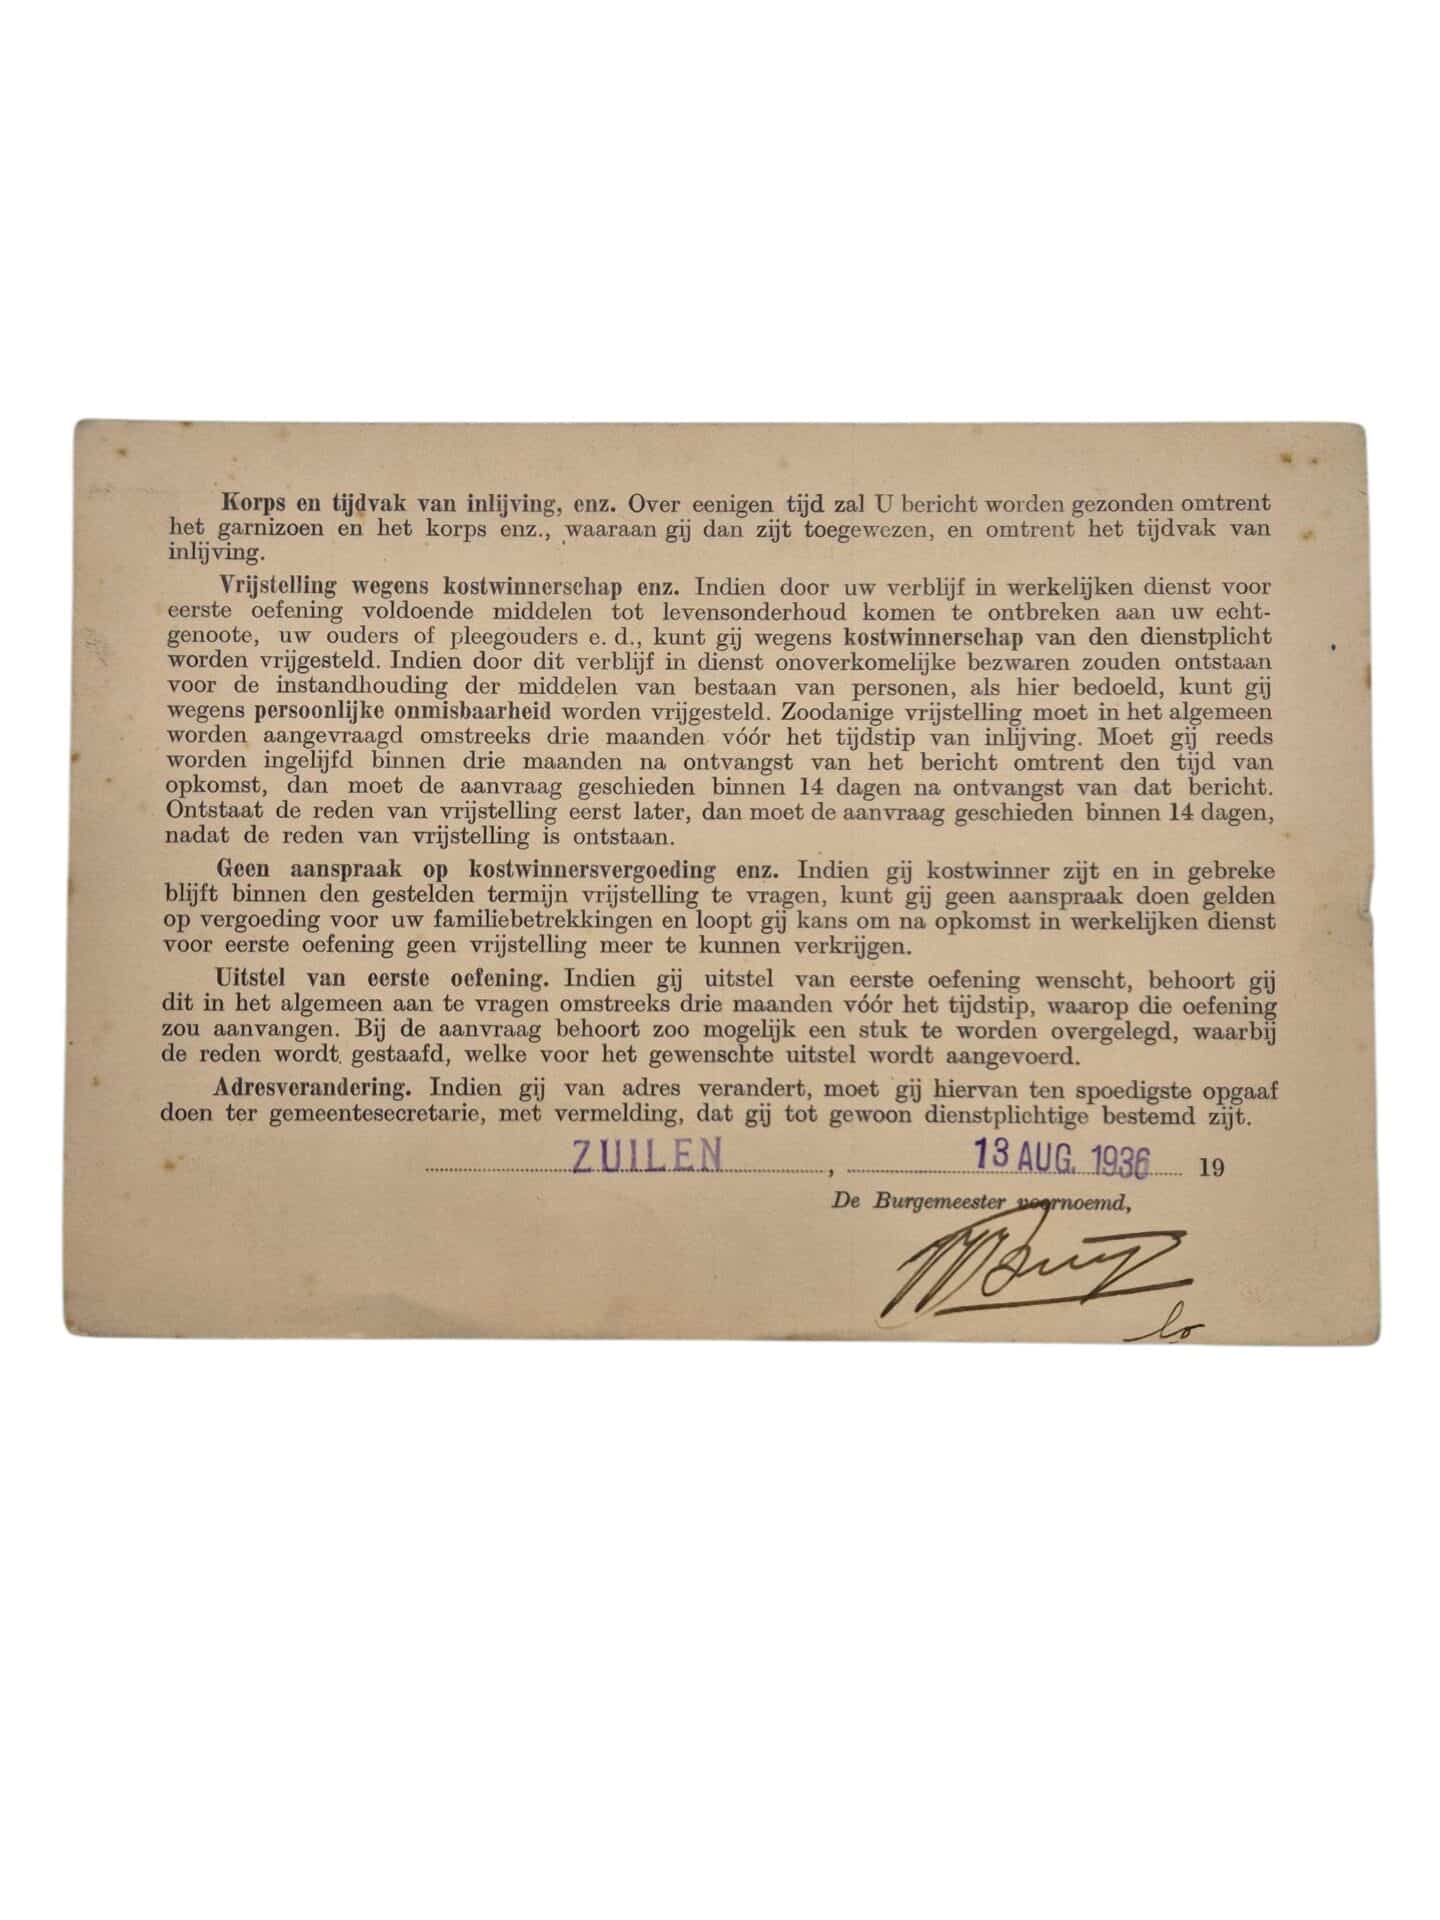 Korps en tijdvak van inlijving, enz. Over eenigen tijd zal U bericht worden gezonden omtrent
het garnizoen en het korps enz., waaraan gij dan zijt toegewezen, en omtrent het tijdvak van
inlijving.
Vrijstelling wegens kostwinnerschap enz. Indien door uw verblijf in werkelijken dienst voor
eerste oefening voldoende middelen tot levensonderhoud komen te ontbreken aan uw echt-
genoote, uw ouders of pleegouders e. d., kunt gij wegens kostwinnerschap van den dienstplicht
worden vrijgesteld. Indien door dit verblijf in dienst onoverkomelijke bezwaren zouden ontstaan
voor de instandhouding der middelen van bestaan van personen, als hier bedoeld, kunt gij
wegens persoonlijke onmisbaarheid worden vrijgesteld. Zoodanige vrijstelling moet in het algemeen
worden aangevraagd omstreeks drie maanden vóór het tijdstip van inlijving. Moet gij reeds
worden ingelijfd binnen drie maanden na ontvangst van het bericht omtrent den tijd van
opkomst, dan moet de aanvraag geschieden binnen 14 dagen na ontvangst van dat bericht.
Ontstaat de reden van vrijstelling eerst later, dan moet de aanvraag geschieden binnen 14 dagen,
nadat de reden van vrijstelling is ontstaan.
Geen aanspraak op kostwinnersvergoeding enz. Indien gij kostwinner zijt en in gebreke
blijft binnen den gestelden termijn vrijstelling te vragen, kunt gij geen aanspraak doen gelden
op vergoeding voor uw familiebetrekkingen en loopt gij kans om na opkomst in werkelijken dienst
voor eerste oefening geen vrijstelling meer te kunnen verkrijgen.
Uitstel van eerste oefening. Indien gij uitstel van eerste oefening wenscht, behoort gij
dit in het algemeen aan te vragen omstreeks drie maanden vóór het tijdstip, waarop die oefening
zou aanvangen. Bij de aanvraag behoort zoo mogelijk een stuk te worden overgelegd, waarbij
de reden wordt gestaafd, welke voor het gewenschte uitstel wordt aangevoerd.
Adresverandering. Indien gij van adres verandert, moet gij hiervan ten spoedigste opgaaf
doen ter gemeentesecretarie, met vermelding, dat gij tot gewoon dienstplichtige bestemd zijt.
ZUILEN, 13 AUG. 1936 19
De Burgemeester voornoemd,